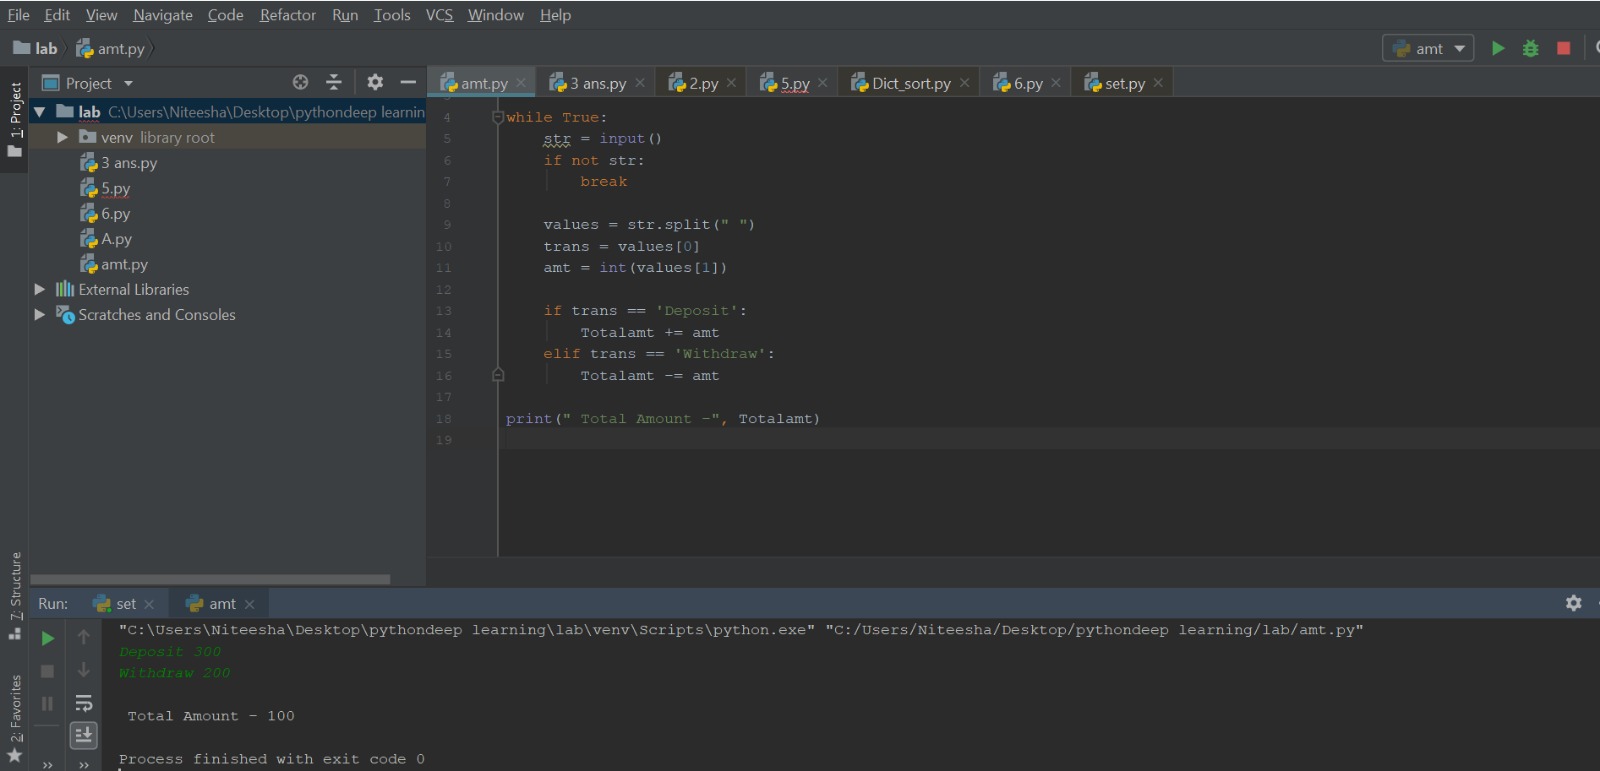 File Edit View Navigate Code Refactor Run Tools VCS Window Help
lab amt.py amt
Project
amt.py 3 ans.py 2.py 5.py Dict_sort.py 6.py set.py
1: Project
lab C:\Users\Niteesha\Desktop\pythondeep learnin
venv library root
3 ans.py
5.py
6.py
A.py
amt.py
External Libraries
Scratches and Consoles
4 while True:
5 str = input()
6 if not str:
7 break
8
9 values = str.split(" ")
10 trans = values[0]
11 amt = int(values[1])
12
13 if trans == 'Deposit':
14 Totalamt += amt
15 elif trans == 'Withdraw':
16 Totalamt -= amt
17
18 print(" Total Amount -", Totalamt)
19
7: Structure
2: Favorites
Run: set amt
"C:\Users\Niteesha\Desktop\pythondeep learning\lab\venv\Scripts\python.exe" "C:/Users/Niteesha/Desktop/pythondeep learning/lab/amt.py"
Deposit 300
Withdraw 200
Total Amount - 100
Process finished with exit code 0